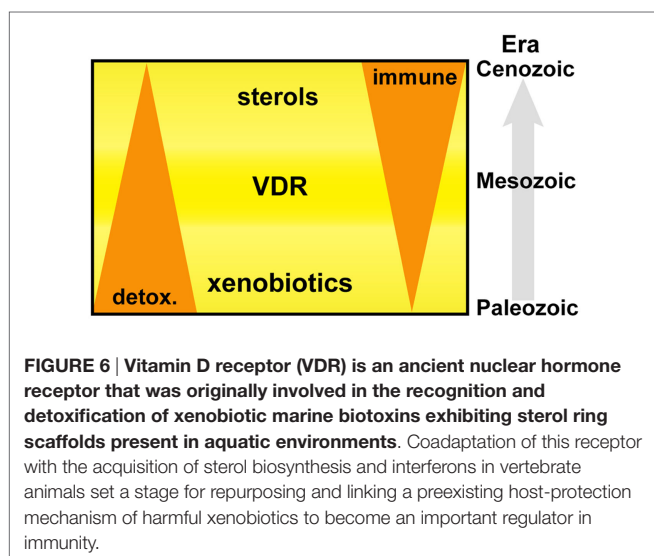 Era
Cenozoic
immune
sterols
VDR
Mesozoic
xenobiotics
detox.
Paleozoic
FIGURE 6 | Vitamin D receptor (VDR) is an ancient nuclear hormone
receptor that was originally involved in the recognition and
detoxification of xenobiotic marine biotoxins exhibiting sterol ring
scaffolds present in aquatic environments. Coadaptation of this receptor
with the acquisition of sterol biosynthesis and interferons in vertebrate
animals set a stage for repurposing and linking a preexisting host-protection
mechanism of harmful xenobiotics to become an important regulator in
immunity.